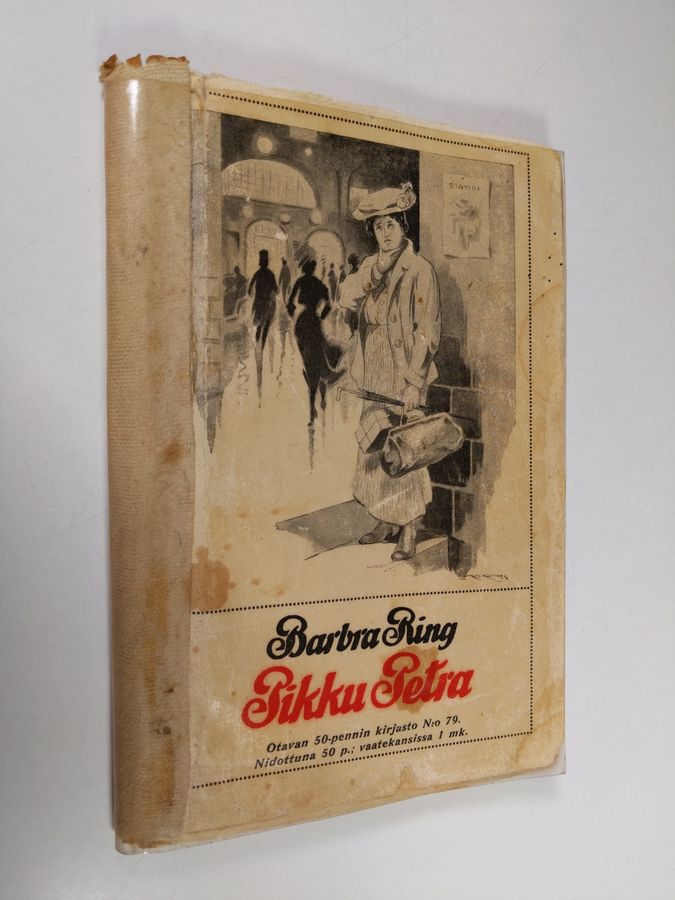 Barbra Ring
Pikku Petra
Otavan 50-pennin kirjasto N:o 79.
Nidottuna 50 p.; vaatekansissa 1 mk.